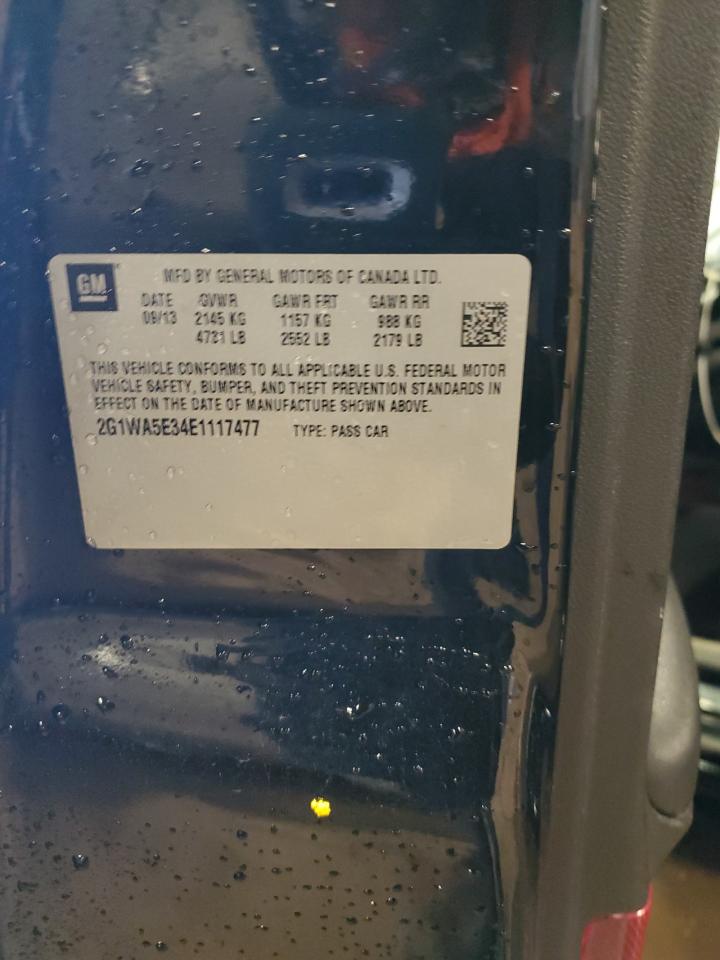 GM
MFD BY GENERAL MOTORS OF CANADA LTD.
DATE GVWR GAWR FRT GAWR RR
09/13 2145 KG 1157 KG 988 KG
4731 LB 2552 LB 2179 LB
THIS VEHICLE CONFORMS TO ALL APPLICABLE U.S. FEDERAL MOTOR
VEHICLE SAFETY, BUMPER, AND THEFT PREVENTION STANDARDS IN
EFFECT ON THE DATE OF MANUFACTURE SHOWN ABOVE.
2G1WA5E34E1117477 TYPE: PASS CAR